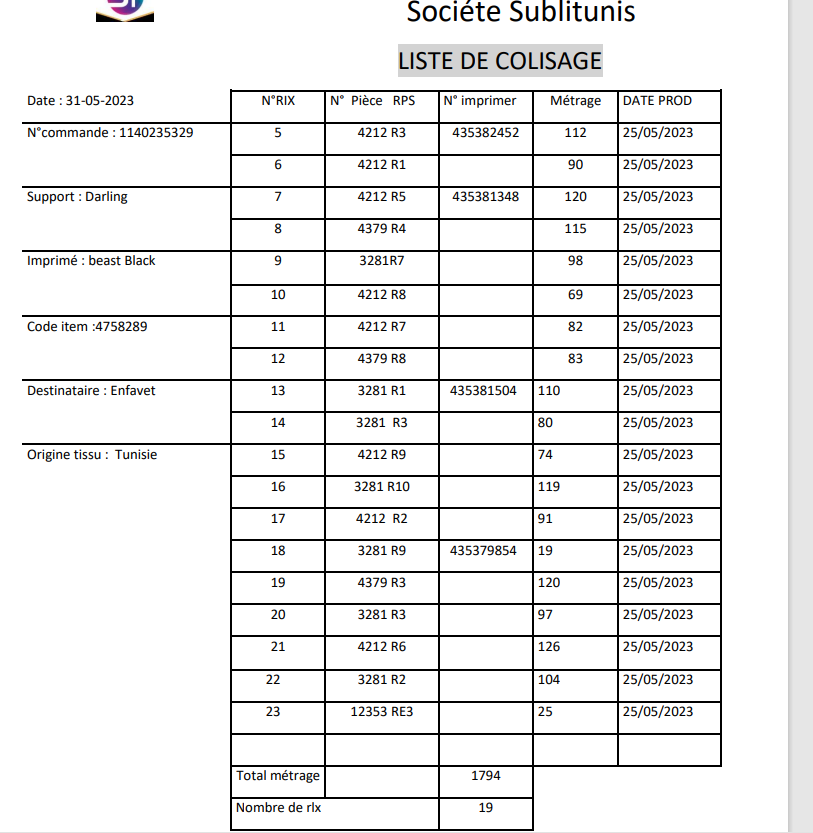 Sociéte Sublitunis
LISTE DE COLISAGE
Date : 31-05-2023 N°RIX N° Pièce RPS N° imprimer Métrage DATE PROD
N°commande : 1140235329 5 4212 R3 435382452 112 25/05/2023
6 4212 R1 90 25/05/2023
Support : Darling 7 4212 R5 435381348 120 25/05/2023
8 4379 R4 115 25/05/2023
Imprimé : beast Black 9 3281R7 98 25/05/2023
10 4212 R8 69 25/05/2023
Code item :4758289 11 4212 R7 82 25/05/2023
12 4379 R8 83 25/05/2023
Destinataire : Enfavet 13 3281 R1 435381504 110 25/05/2023
14 3281 R3 80 25/05/2023
Origine tissu : Tunisie 15 4212 R9 74 25/05/2023
16 3281 R10 119 25/05/2023
17 4212 R2 91 25/05/2023
18 3281 R9 435379854 19 25/05/2023
19 4379 R3 120 25/05/2023
20 3281 R3 97 25/05/2023
21 4212 R6 126 25/05/2023
22 3281 R2 104 25/05/2023
23 12353 RE3 25 25/05/2023
Total métrage 1794
Nombre de rlx 19